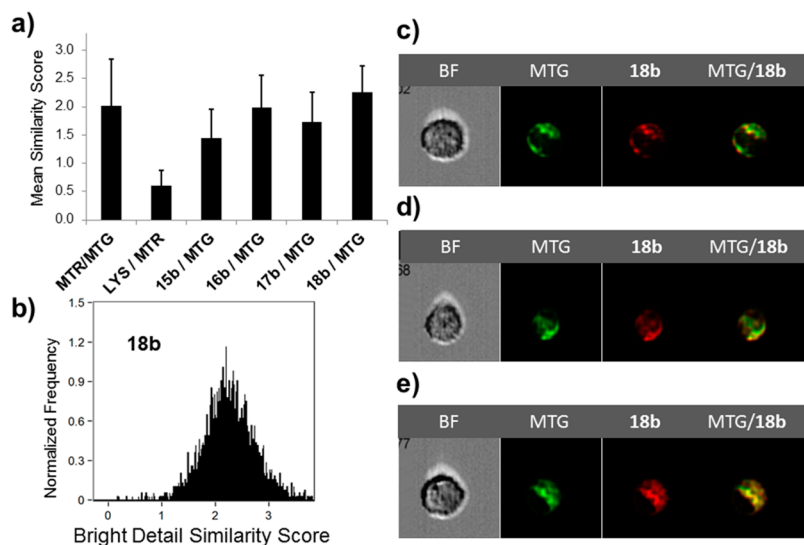 a)
Mean Similarity Score
3.0
2.5
2.0
1.5
1.0
0.5
0.0
MTR/MTG
LYS / MTR
15b / MTG
16b / MTG
17b / MTG
18b / MTG
b)
Normalized Frequency
1.5
1.2
0.9
0.6
0.3
0
18b
0 1 2 3
Bright Detail Similarity Score
c)
BF MTG 18b MTG/18b
d)
BF MTG 18b MTG/18b
68
e)
BF MTG 18b MTG/18b
77